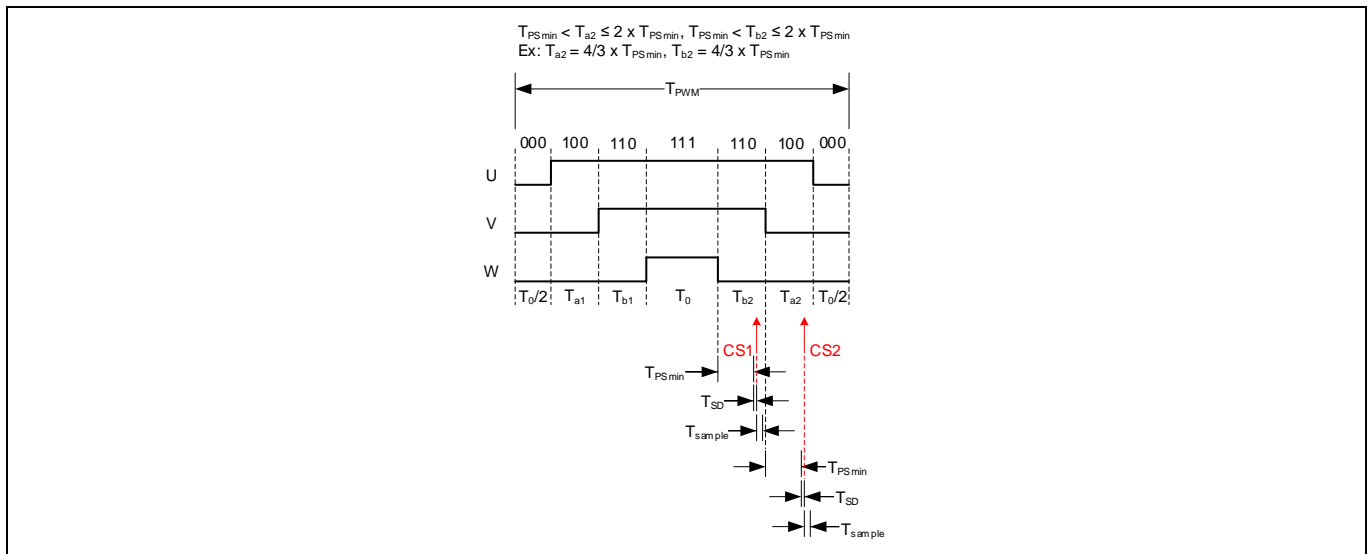 TPSmin < Ta2 ≤ 2 x TPSmin, TPSmin < Tb2 ≤ 2 x TPSmin
Ex: Ta2 = 4/3 x TPSmin, Tb2 = 4/3 x TPSmin
TPWM
000 100 110 111 110 100 000
U
V
W
T0/2 Ta1 Tb1 T0 Tb2 Ta2 T0/2
CS1 CS2
TPSmin
TSD
Tsample
TPSmin
TSD
Tsample